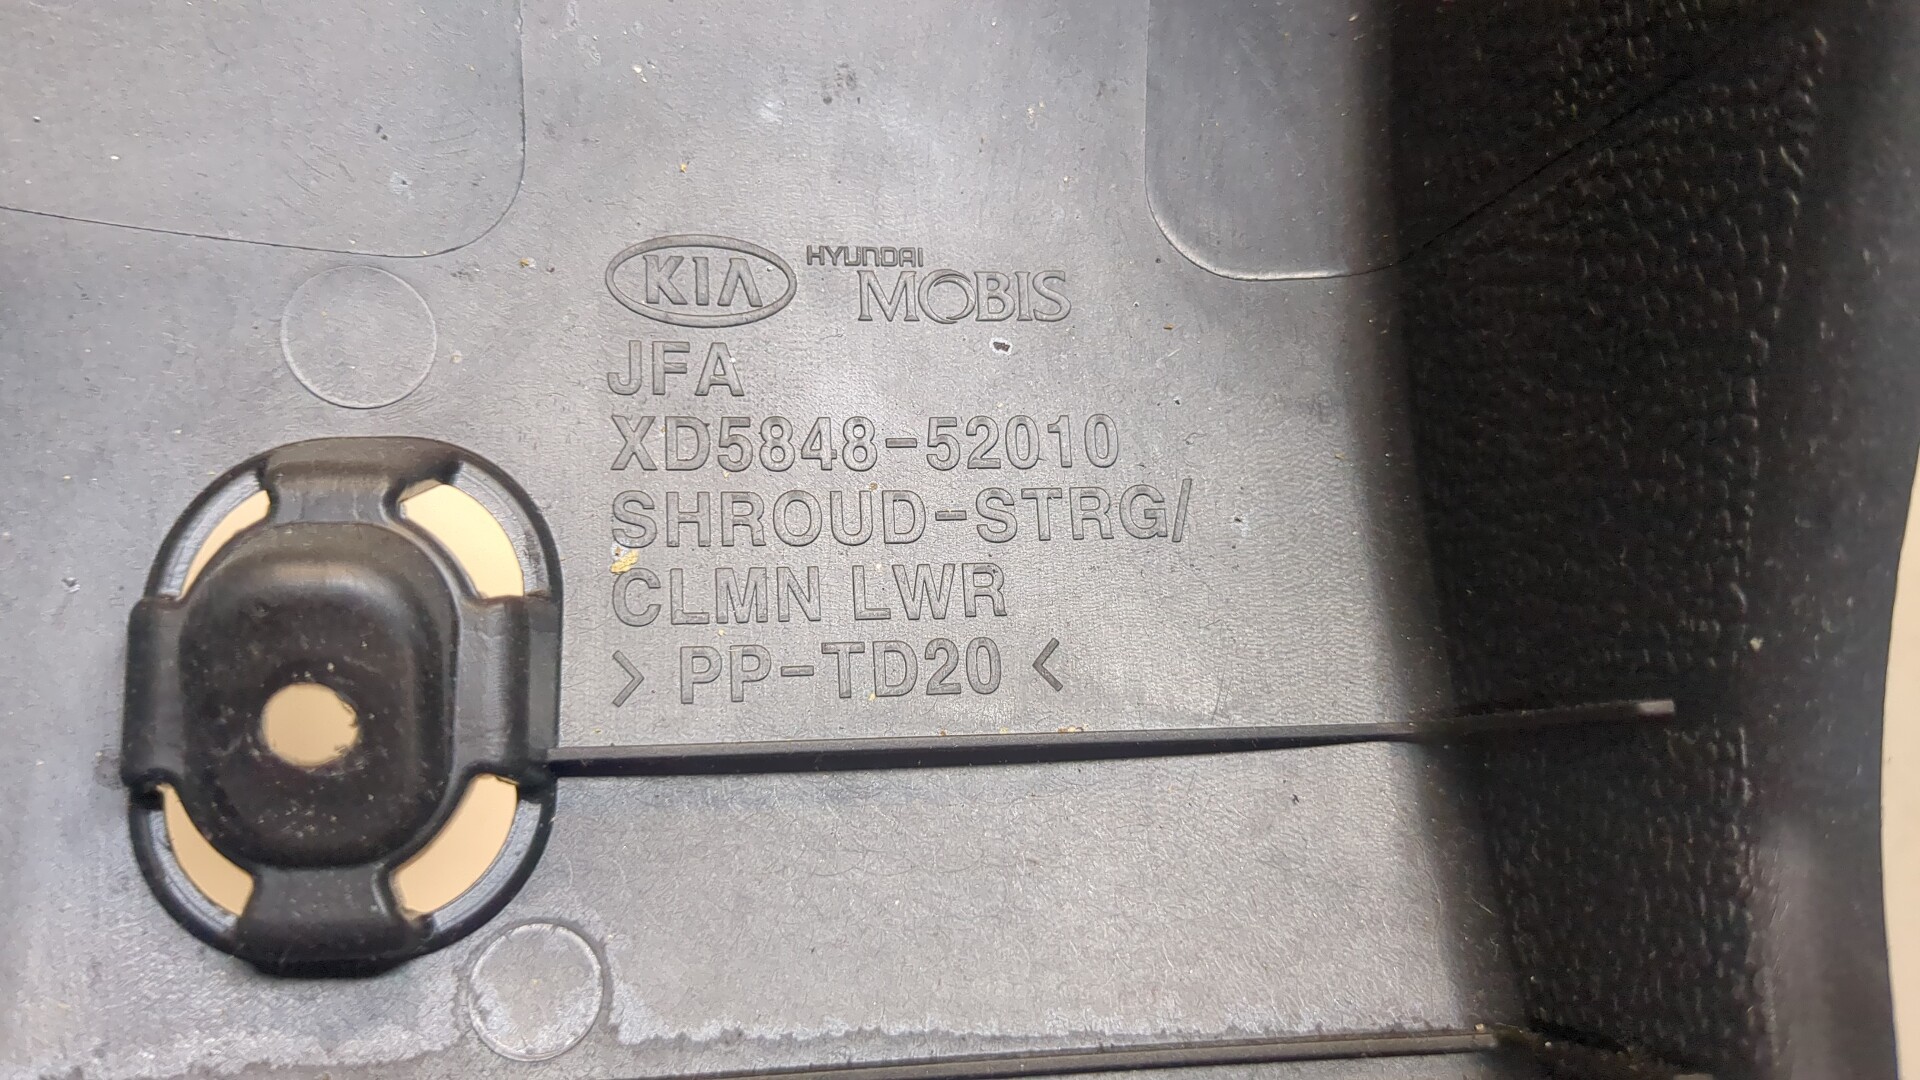 KIA HYUNDAI MOBIS
JFA
XD5848-52010
SHROUD-STRG/
CLMN LWR
> PP-TD20 <